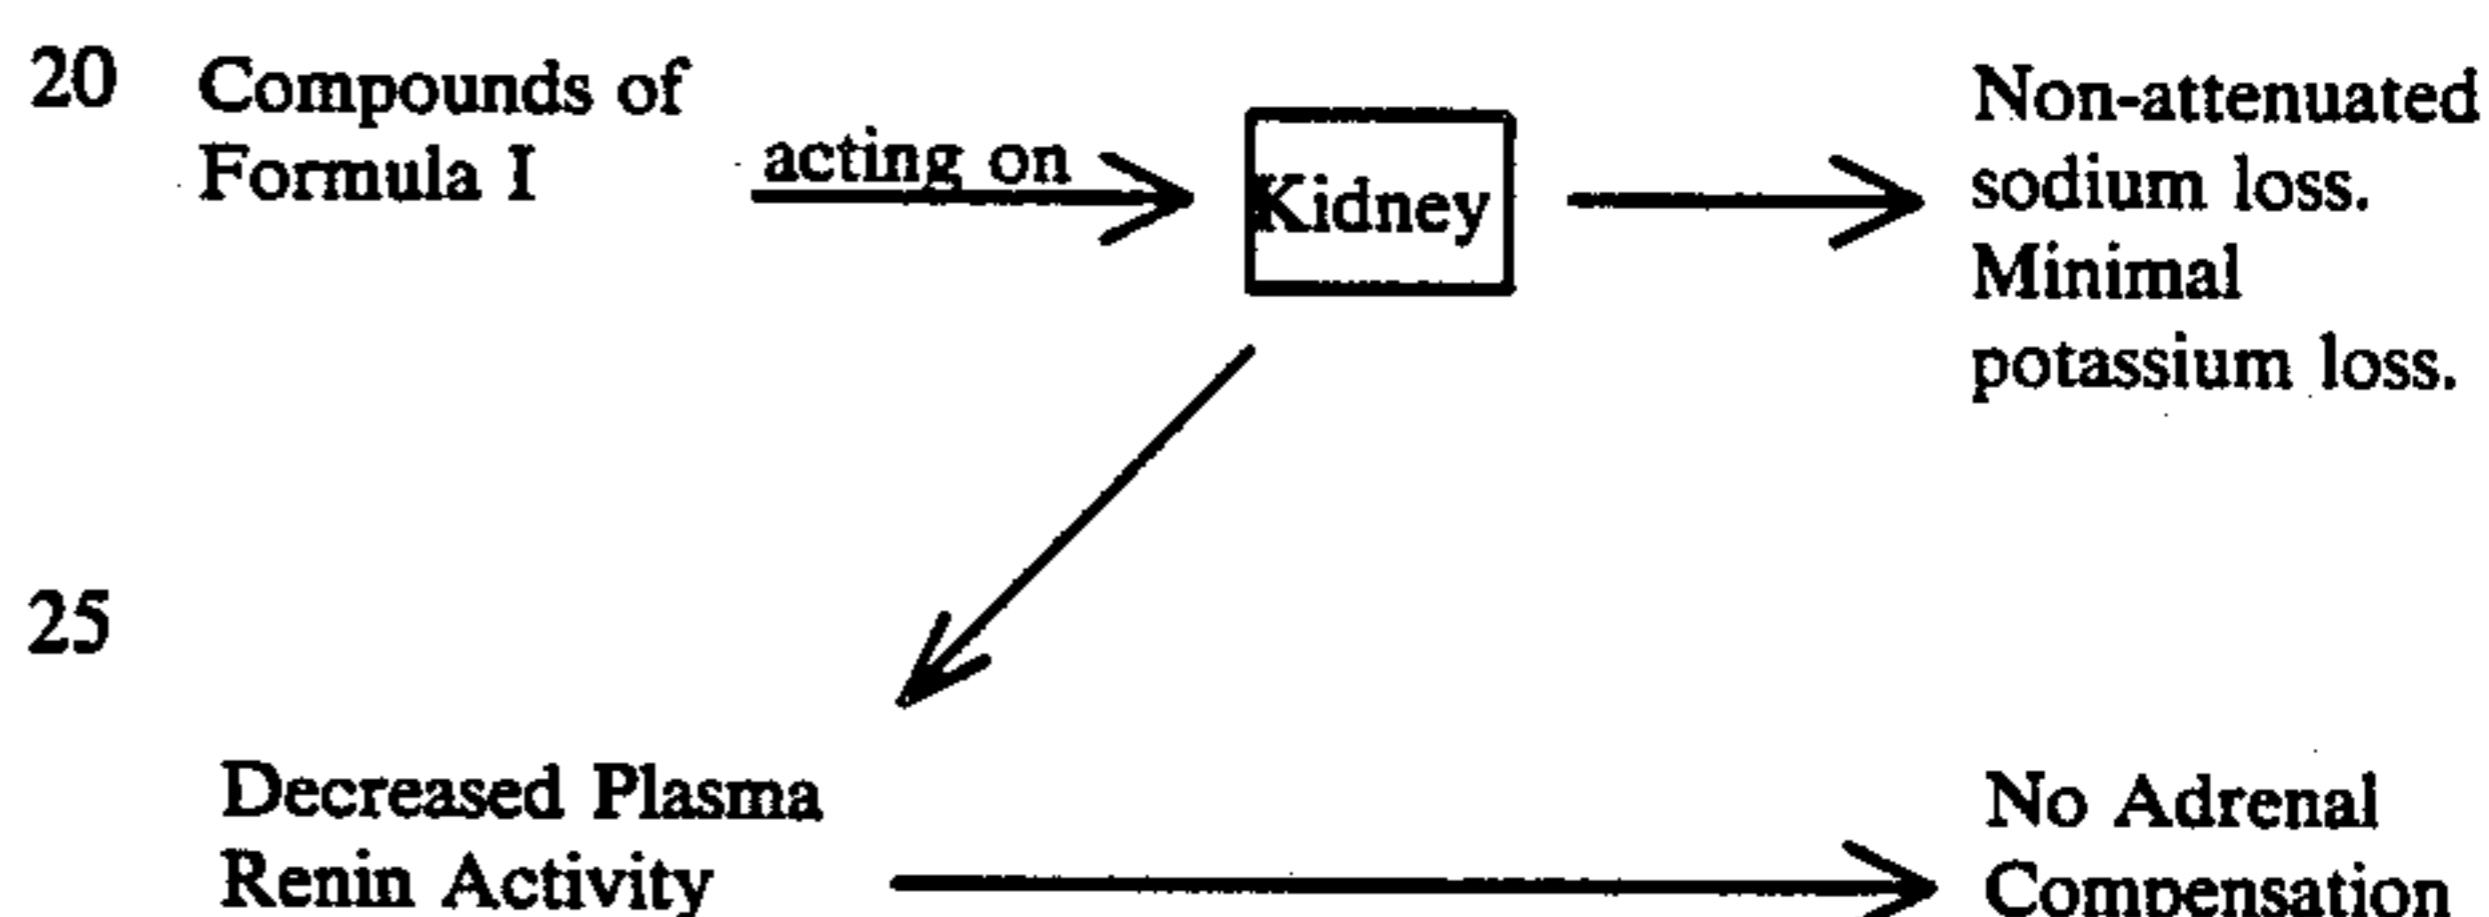 20 Compounds of
Formula I
acting on
Kidney
Non-attenuated
sodium loss.
Minimal
potassium loss.
25
Decreased Plasma
Renin Activity
No Adrenal
Compensation